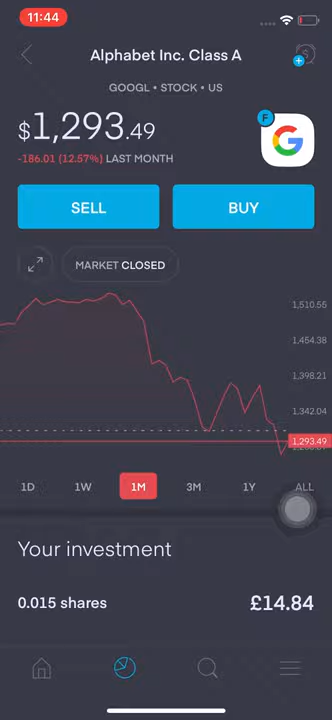 11:44
Alphabet Inc. Class A
GOOGL • STOCK • US
$1,293.49
F
-186.01 (12.57%) LAST MONTH
SELL BUY
MARKET CLOSED
1,510.55
1,454.38
1,398.21
1,342.04
1,293.49
1D 1W 1M 3M 1Y ALL
Your investment
0.015 shares £14.84